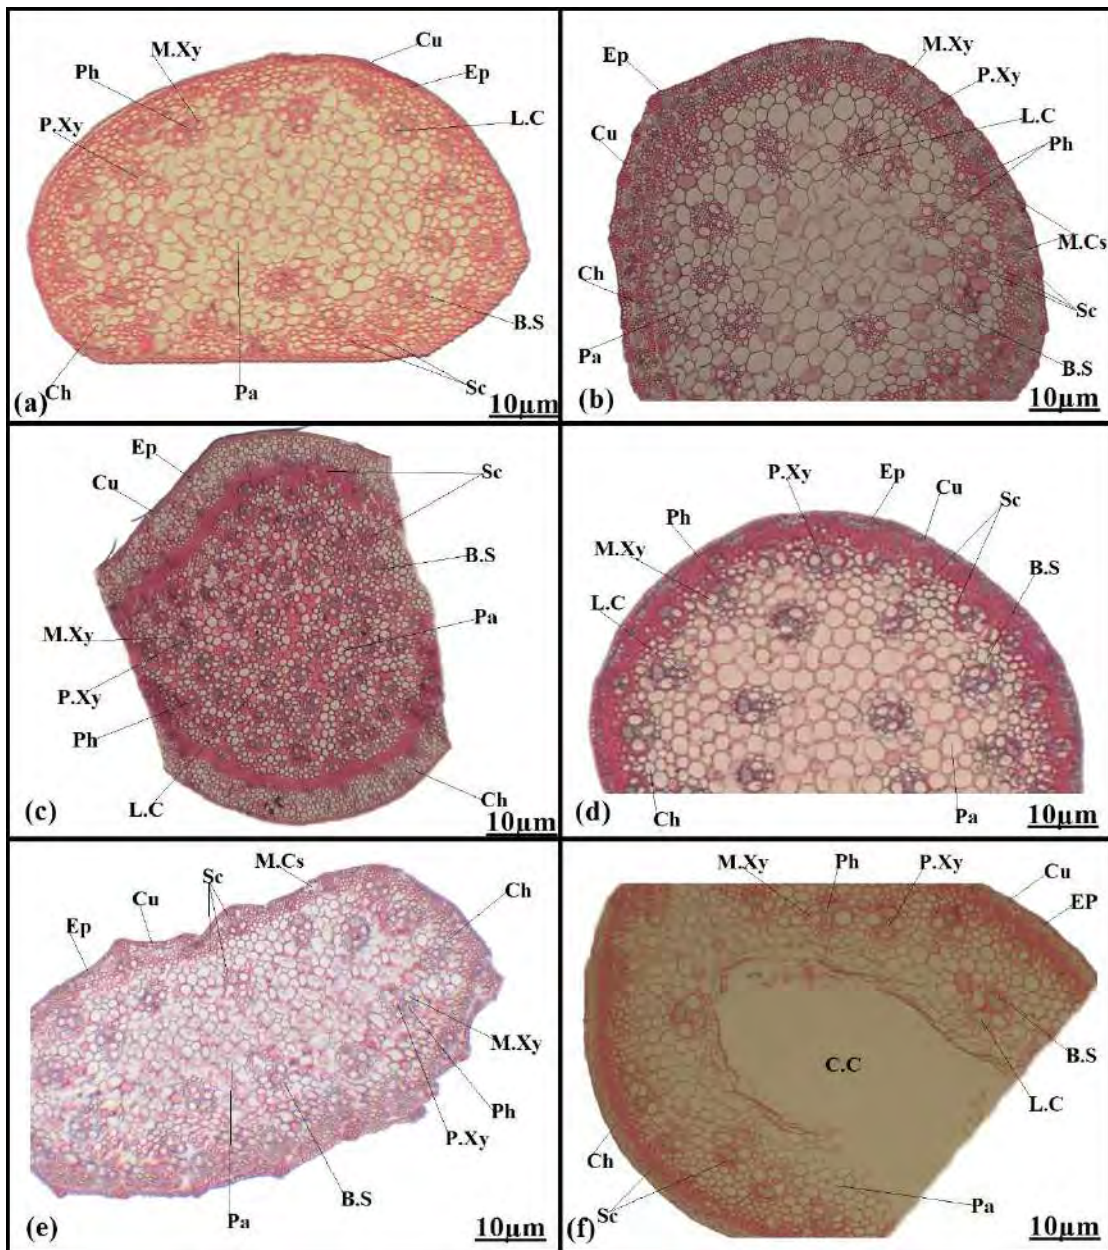 Cu
M.Xy
Ep
Ph
P.Xy
L.C
B.S
Ch
Pa
Sc
(a)
10µm
M.Xy
Ep
P.Xy
L.C
Cu
Ph
M.Cs
Ch
Sc
Pa
B.S
(b)
10µm
Ep
Sc
Cu
B.S
Pa
M.Xy
P.Xy
Ph
L.C
Ch
(c)
10µm
P.Xy
Ep
Cu
Sc
Ph
M.Xy
B.S
L.C
Ch
Pa
(d)
10µm
M.Cs
Sc
Cu
Ch
Ep
M.Xy
Ph
P.Xy
B.S
Pa
(e)
10µm
M.Xy
Ph
P.Xy
Cu
EP
C.C
B.S
L.C
Ch
Sc
Pa
(f)
10µm